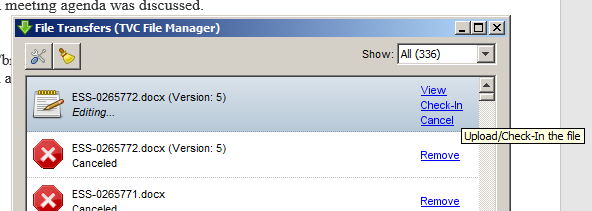 meeting agenda was discussed.
File Transfers (TVC File Manager)
Show: All (336)
ESS-0265772.docx (Version: 5)
Editing...
View
Check-In
Cancel
Upload/Check-In the file
ESS-0265772.docx (Version: 5)
Canceled
Remove
ESS-0265771.docx
Canceled
Remove